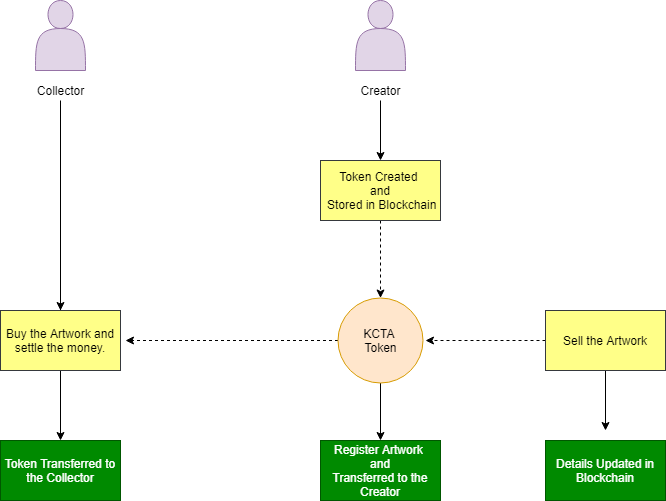 Collector
Creator
Token Created
and
Stored in Blockchain
Buy the Artwork and
settle the money.
KCTA
Token
Sell the Artwork
Token Transferred to
the Collector
Register Artwork
and
Transferred to the
Creator
Details Updated in
Blockchain